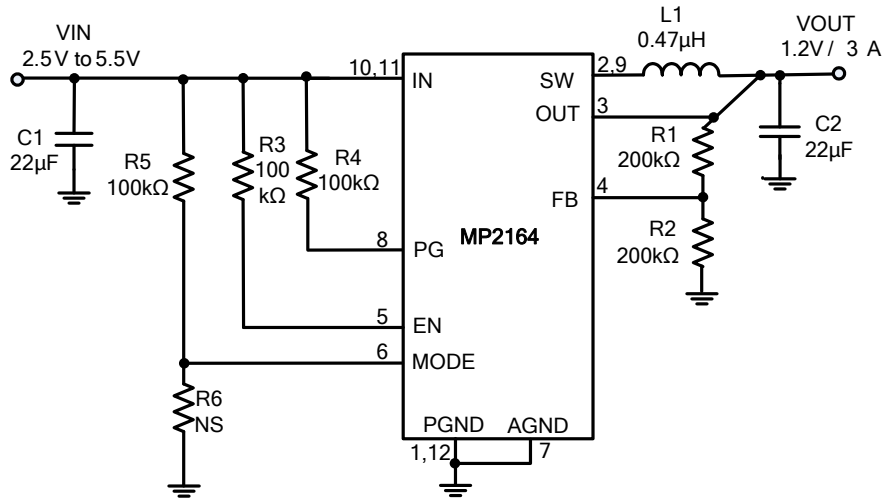 VIN
2.5V to 5.5V
C1
22µF
R5
100kΩ
R3
100
kΩ
R4
100kΩ
R6
NS
10,11
IN
8
PG
5
EN
6
MODE
MP2164
PGND
1,12
AGND
7
SW
2,9
OUT
3
FB
4
L1
0.47µH
VOUT
1.2V / 3 A
R1
200kΩ
R2
200kΩ
C2
22µF